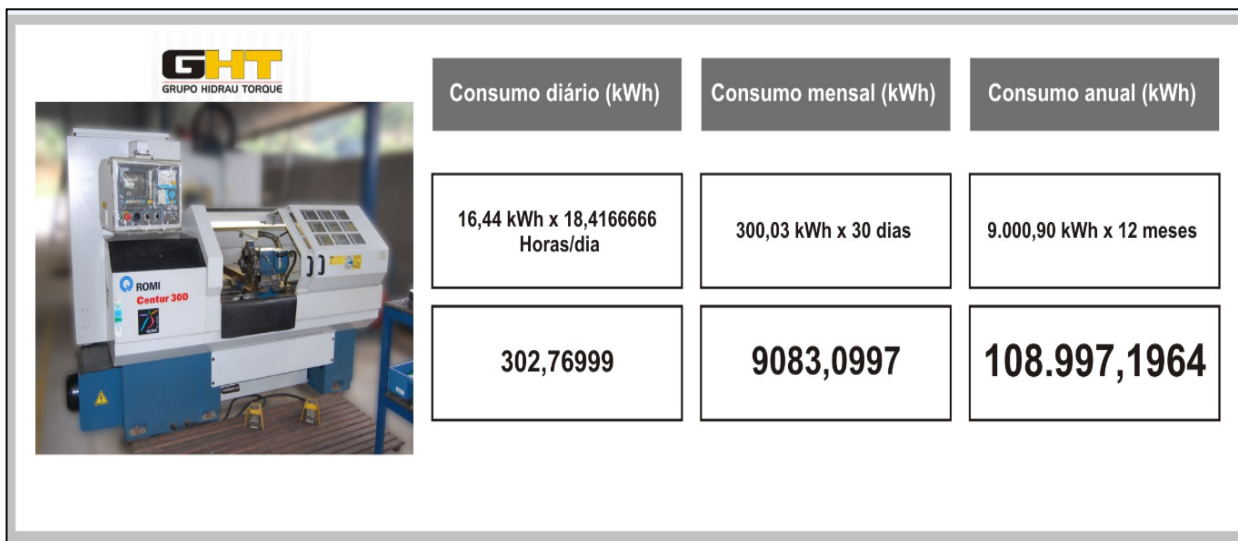 GHT
GRUPO HIDRAU TORQUE
Consumo diário (kWh)
Consumo mensal (kWh)
Consumo anual (kWh)
16,44 kWh x 18,4166666
Horas/dia
300,03 kWh x 30 dias
9.000,90 kWh x 12 meses
302,76999
9083,0997
108.997,1964
ROMI
Centur 30D